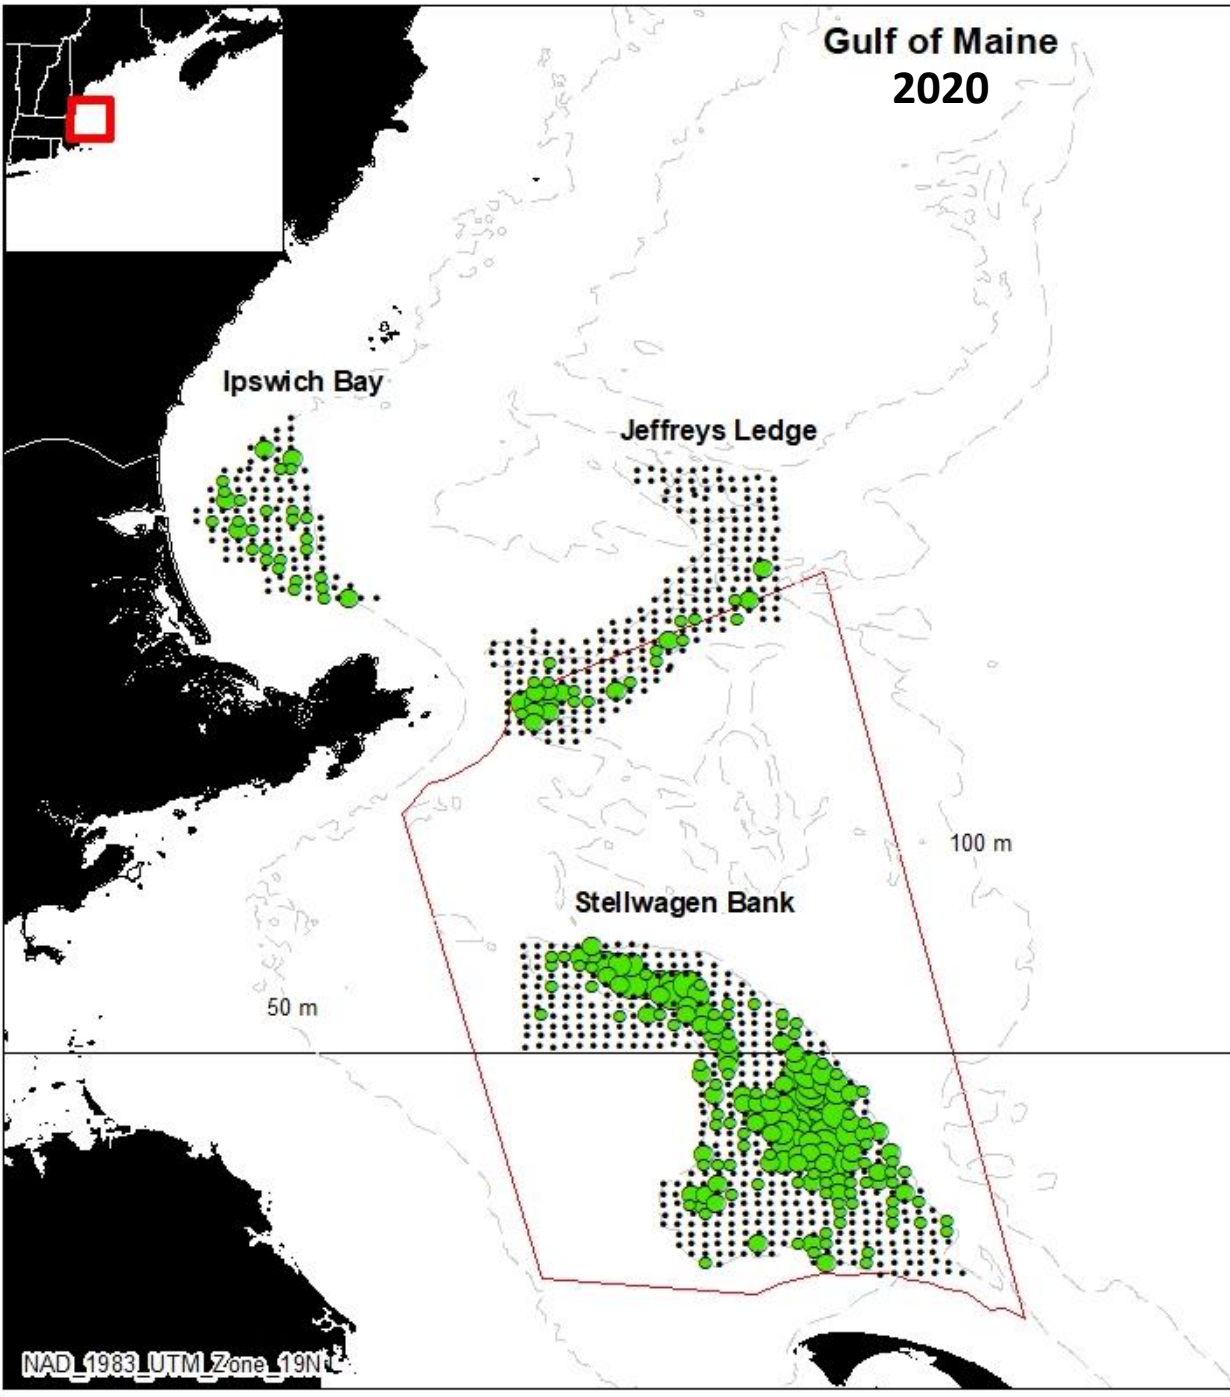 Gulf of Maine
2020
Ipswich Bay
Jeffreys Ledge
100 m
Stellwagen Bank
50 m
NAD_1983_UTM_Zone_19N